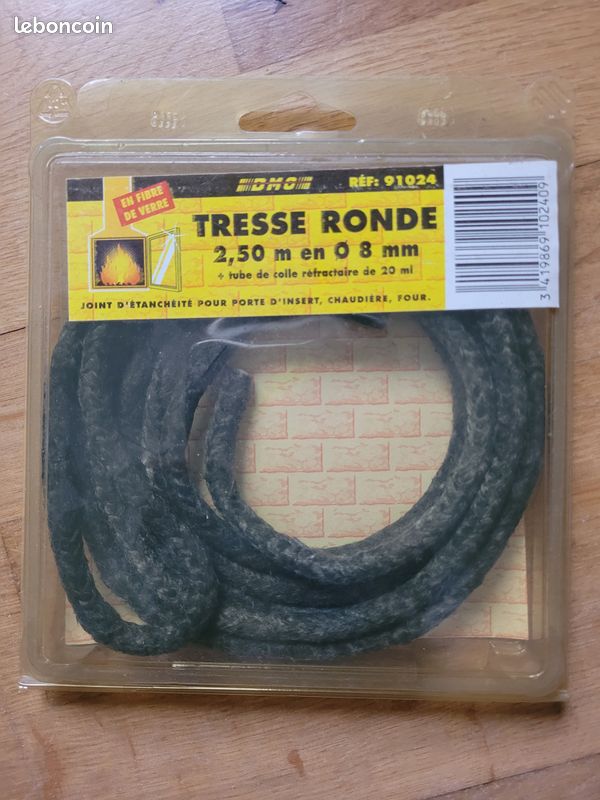 leboncoin
DMO
RÉF: 91024
EN FIBRE
DE VERRE
TRESSE RONDE
2,50 m en Ø 8 mm
+ tube de colle réfractaire de 20 ml
JOINT D'ÉTANCHÉITÉ POUR PORTE D'INSERT, CHAUDIÈRE, FOUR.
3 419869 102409